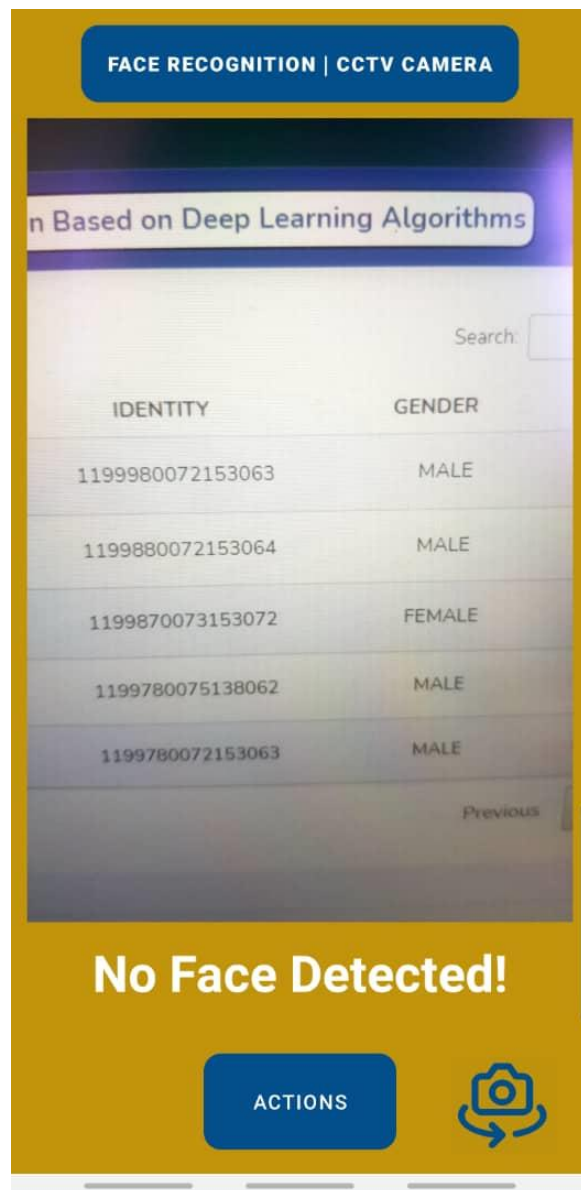 FACE RECOGNITION | CCTV CAMERA
n Based on Deep Learning Algorithms
Search:
IDENTITY GENDER
1199980072153063 MALE
1199880072153064 MALE
1199870073153072 FEMALE
1199780075138062 MALE
1199780072153063 MALE
Previous
No Face Detected!
ACTIONS